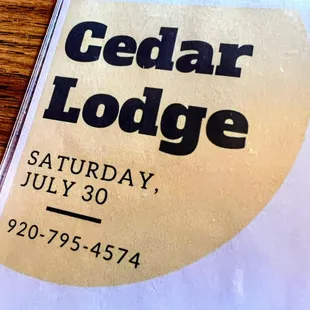 Cedar
Lodge
SATURDAY,
JULY 30
920-795-4574